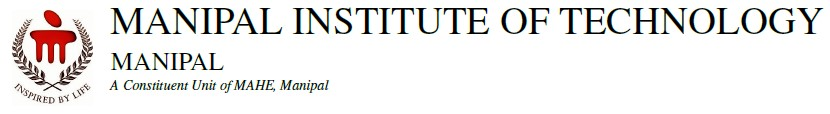 MANIPAL INSTITUTE OF TECHNOLOGY
MANIPAL
A Constituent Unit of MAHE, Manipal
INSPIRED BY LIFE